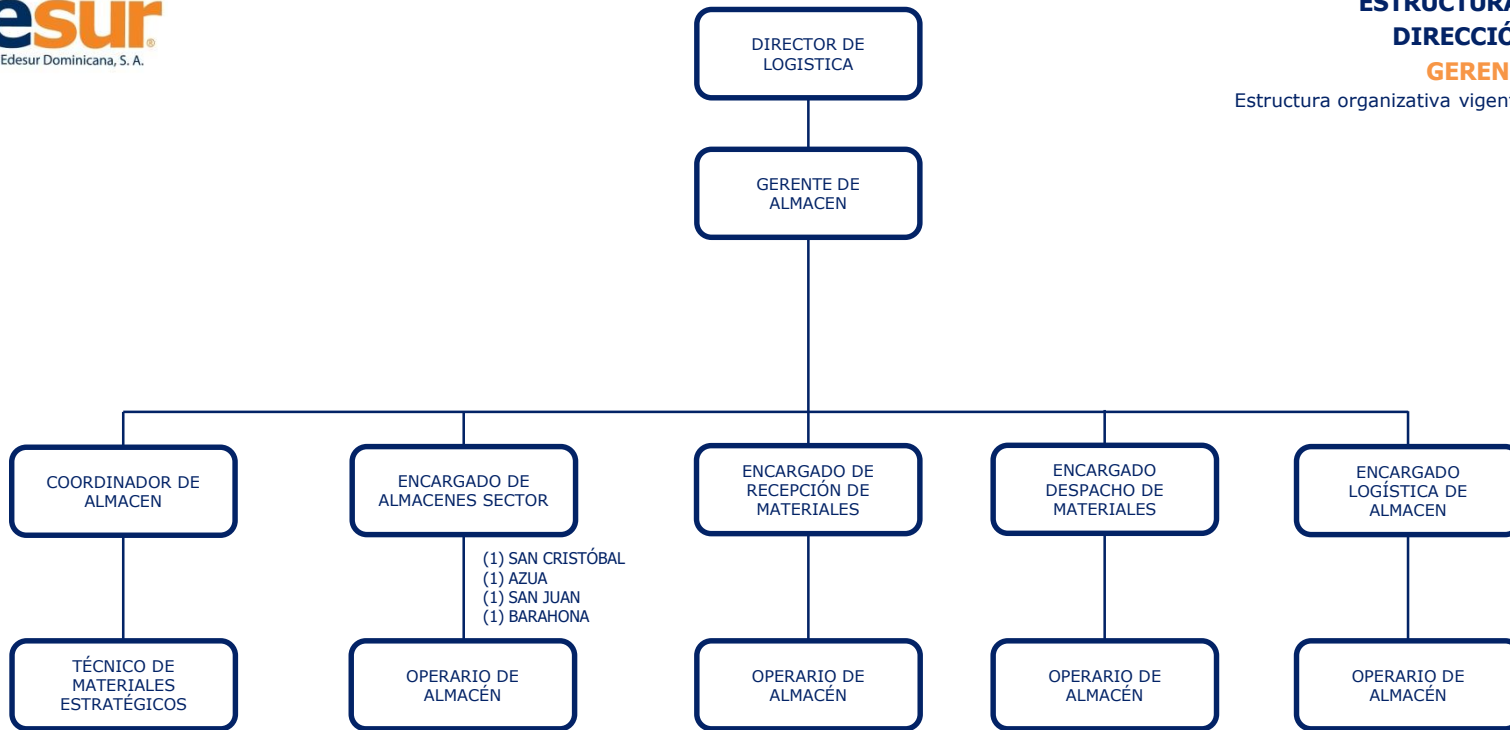 esur
Edesur Dominicana, S. A.
ESTRUCTURA
DIRECCIÓ
GEREN
Estructura organizativa vigen
DIRECTOR DE
LOGISTICA
GERENTE DE
ALMACEN
COORDINADOR DE
ALMACEN
ENCARGADO DE
ALMACENES SECTOR
ENCARGADO DE
RECEPCIÓN DE
MATERIALES
ENCARGADO
DESPACHO DE
MATERIALES
ENCARGADO
LOGÍSTICA DE
ALMACEN
(1) SAN CRISTÓBAL
(1) AZUA
(1) SAN JUAN
(1) BARAHONA
TÉCNICO DE
MATERIALES
ESTRATÉGICOS
OPERARIO DE
ALMACÉN
OPERARIO DE
ALMACÉN
OPERARIO DE
ALMACÉN
OPERARIO DE
ALMACÉN